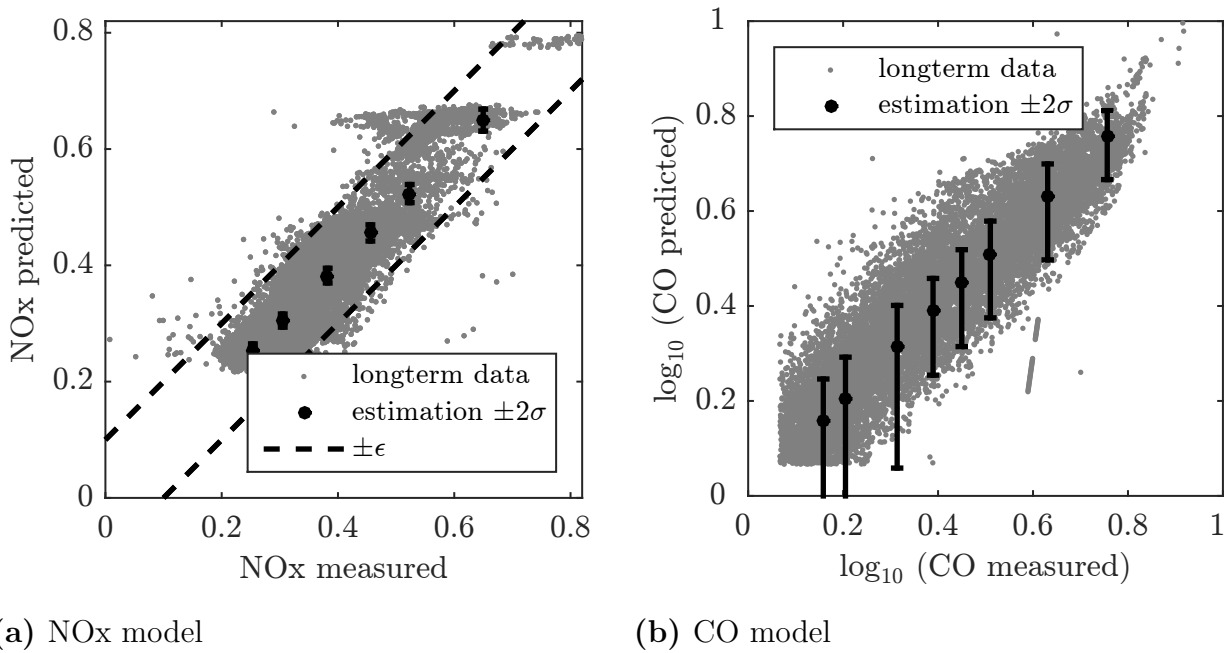 0.8
0.6
0.4
0.2
0
NOx predicted
longterm data
estimation ±2σ
±ϵ
0 0.2 0.4 0.6 0.8
NOx measured
(a) NOx model
1
0.8
0.6
0.4
0.2
0
log₁₀ (CO predicted)
longterm data
estimation ±2σ
0 0.2 0.4 0.6 0.8 1
log₁₀ (CO measured)
(b) CO model